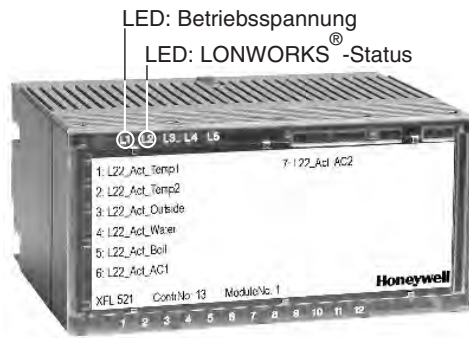 LED: Betriebsspannung
LED: LONWORKS®-Status
L1 L2 L3 L4 L5
1: L22_Act_Temp1
7: L22_Act_AC2
2: L22_Act_Temp2
3: L22_Act_Outside
4: L22_Act_Water
5: L22_Act_Boil
6: L22_Act_AC1
XFL 521 ContrNo: 13 ModuleNo: 1
Honeywell
1 2 3 4 5 6 7 8 9 10 11 12